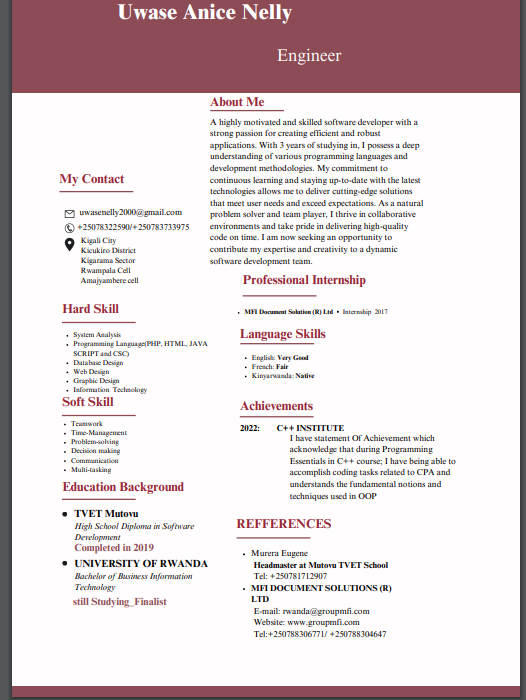 Uwase Anice Nelly
Engineer
My Contact
uwasenelly2000@gmail.com
+25078322590/+250783733975
Kigali City
Kicukiro District
Kigarama Sector
Rwampala Cell
Amajyambere cell
Hard Skill
• System Analysis
• Programming Language(PHP, HTML, JAVA
SCRIPT and CSC)
• Database Design
• Web Design
• Graphic Design
• Information Technology
Soft Skill
• Teamwork
• Time-Management
• Problem-solving
• Decision making
• Communication
• Multi-tasking
Education Background
• TVET Mutovu
High School Diploma in Software
Development
Completed in 2019
• UNIVERSITY OF RWANDA
Bachelor of Business Information
Technology
still Studying_Finalist
About Me
A highly motivated and skilled software developer with a
strong passion for creating efficient and robust
applications. With 3 years of studying in, I possess a deep
understanding of various programming languages and
development methodologies. My commitment to
continuous learning and staying up-to-date with the latest
technologies allows me to deliver cutting-edge solutions
that meet user needs and exceed expectations. As a natural
problem solver and team player, I thrive in collaborative
environments and take pride in delivering high-quality
code on time. I am now seeking an opportunity to
contribute my expertise and creativity to a dynamic
software development team.
Professional Internship
• MFI Document Solution (R) Ltd • Internship 2017
Language Skills
• English: Very Good
• French: Fair
• Kinyarwanda: Native
Achievements
2022: C++ INSTITUTE
I have statement Of Achievement which
acknowledge that during Programming
Essentials in C++ course; I have being able to
accomplish coding tasks related to CPA and
understands the fundamental notions and
techniques used in OOP
REFFERENCES
• Murera Eugene
Headmaster at Mutovu TVET School
Tel: +250781712907
• MFI DOCUMENT SOLUTIONS (R)
LTD
E-mail: rwanda@groupmfi.com
Website: www.groupmfi.com
Tel:+250788306771/ +250788304647